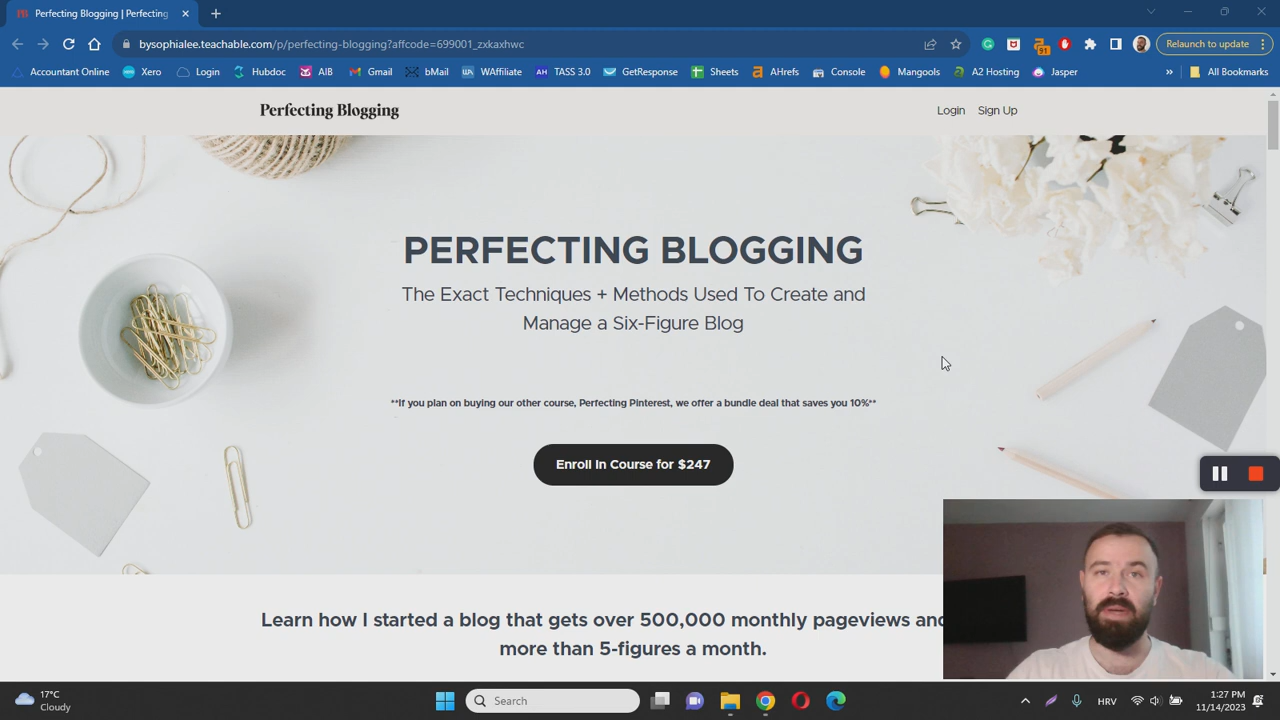 Perfecting Blogging | Perfecting
bysophialee.teachable.com/p/perfecting-blogging?affcode=699001_zxkaxhwc
91
Relaunch to update
Accountant Online
Xero
Login
Hubdoc
AIB
Gmail
bMail
WAffiliate
AH
TASS 3.0
GetResponse
Sheets
AHrefs
Console
Mangools
A2 Hosting
Jasper
»
All Bookmarks
Perfecting Blogging
Login
Sign Up
PERFECTING BLOGGING
The Exact Techniques + Methods Used To Create and
Manage a Six-Figure Blog
**If you plan on buying our other course, Perfecting Pinterest, we offer a bundle deal that saves you 10%**
Enroll In Course for $247
Learn how I started a blog that gets over 500,000 monthly pageviews and
more than 5-figures a month.
17°C
Cloudy
Search
HRV
1:27 PM
11/14/2023